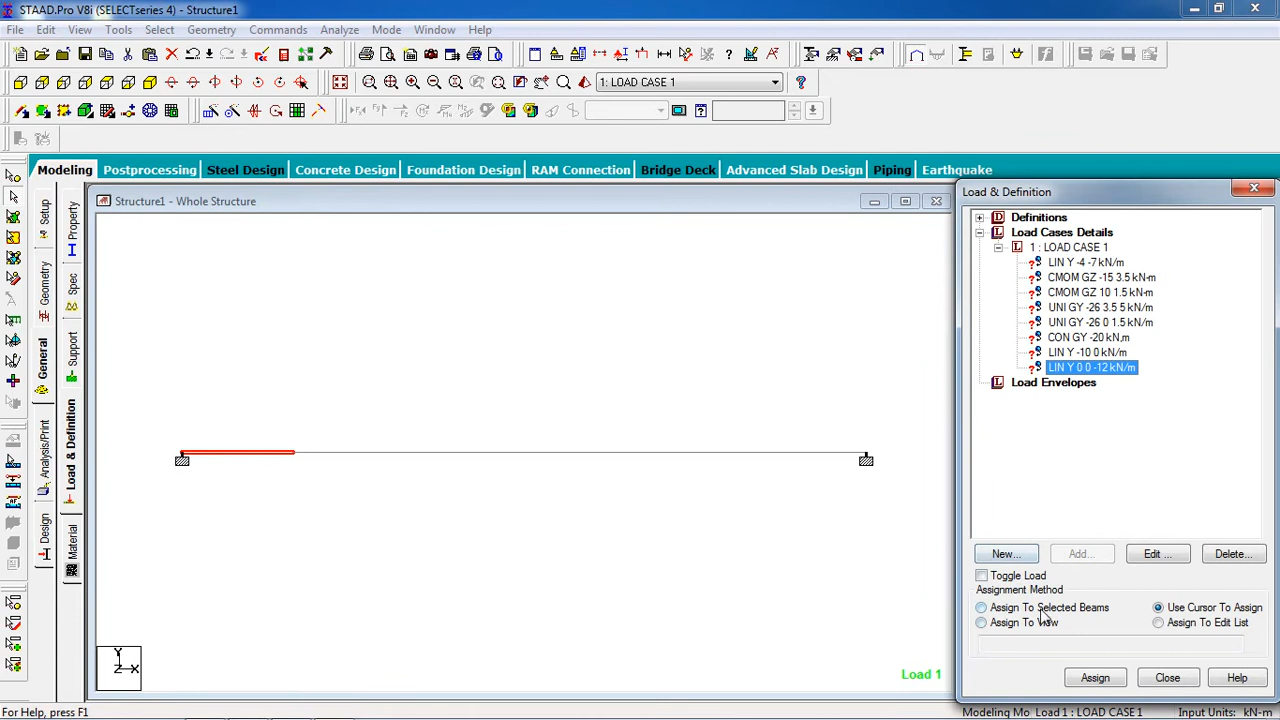 STAAD.Pro V8i (SELECTseries 4) - Structure1
File Edit View Tools Select Geometry Commands Analyze Mode Window Help
1: LOAD CASE 1
Modeling Postprocessing Steel Design Concrete Design Foundation Design RAM Connection Bridge Deck Advanced Slab Design Piping Earthquake
Setup
Geometry
General
Analysis/Print
Design
Property
Spec
Support
Load & Definition
Material
Structure1 - Whole Structure
Y
X
Z
Load 1
Load & Definition
Definitions
Load Cases Details
1 : LOAD CASE 1
LIN Y -4 -7 kN/m
CMOM GZ -15 3.5 kN-m
CMOM GZ 10 1.5 kN-m
UNI GY -26 3.5 5 kN/m
UNI GY -26 0 1.5 kN/m
CON GY -20 kN,m
LIN Y -10 0 kN/m
LIN Y 0 0 -12 kN/m
Load Envelopes
New... Add... Edit ... Delete...
Toggle Load
Assignment Method
Assign To Selected Beams Use Cursor To Assign
Assign To View Assign To Edit List
Assign Close Help
For Help, press F1
Modeling Mo Load 1 : LOAD CASE 1 Input Units: kN-m